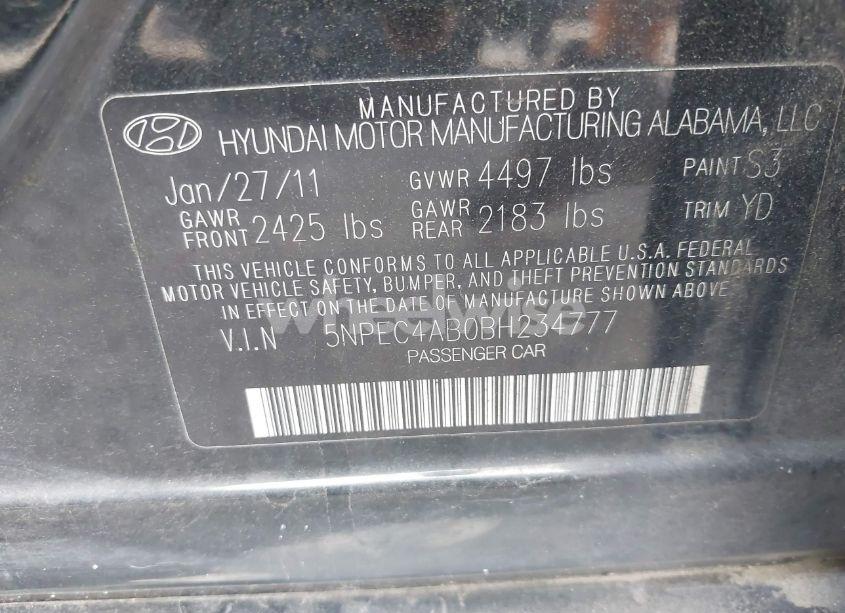 MANUFACTURED BY
HYUNDAI MOTOR MANUFACTURING ALABAMA, LLC
Jan/27/11 GVWR 4497 lbs PAINT S3
GAWR FRONT 2425 lbs GAWR REAR 2183 lbs TRIM YD
THIS VEHICLE CONFORMS TO ALL APPLICABLE U.S.A. FEDERAL
MOTOR VEHICLE SAFETY, BUMPER, AND THEFT PREVENTION STANDARDS
IN EFFECT ON THE DATE OF MANUFACTURE SHOWN ABOVE
wheelwise
V.I.N 5NPEC4AB0BH234777
PASSENGER CAR